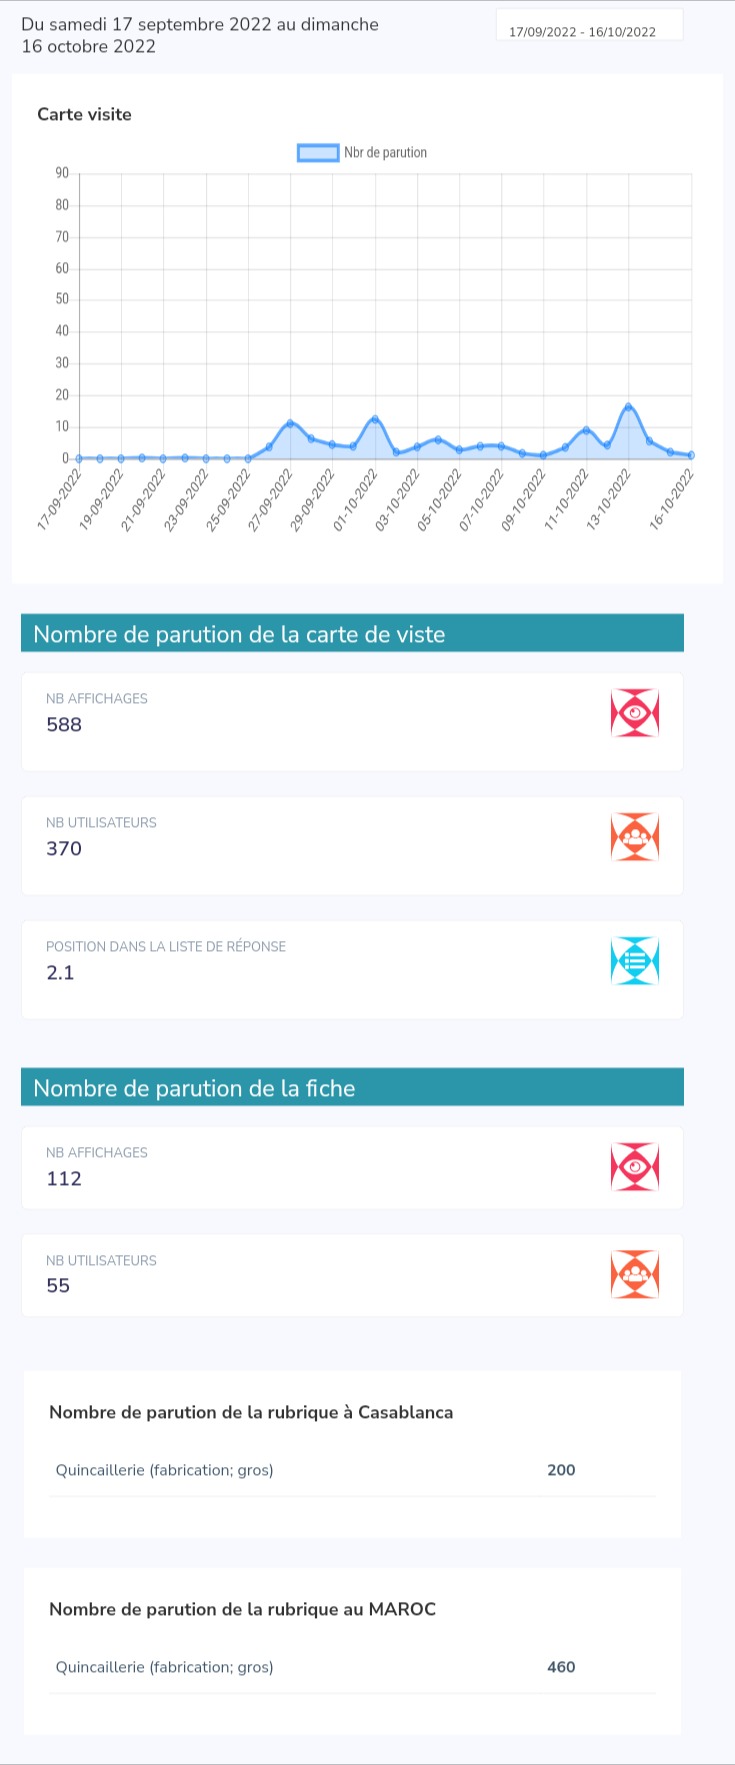 Du samedi 17 septembre 2022 au dimanche
16 octobre 2022
17/09/2022 - 16/10/2022
Carte visite
Nbr de parution
90
80
70
60
50
40
30
20
10
0
17-09-2022
19-09-2022
21-09-2022
23-09-2022
25-09-2022
27-09-2022
29-09-2022
01-10-2022
03-10-2022
05-10-2022
07-10-2022
09-10-2022
11-10-2022
13-10-2022
16-10-2022
Nombre de parution de la carte de viste
NB AFFICHAGES
588
NB UTILISATEURS
370
POSITION DANS LA LISTE DE RÉPONSE
2.1
Nombre de parution de la fiche
NB AFFICHAGES
112
NB UTILISATEURS
55
Nombre de parution de la rubrique à Casablanca
Quincaillerie (fabrication; gros) 200
Nombre de parution de la rubrique au MAROC
Quincaillerie (fabrication; gros) 460